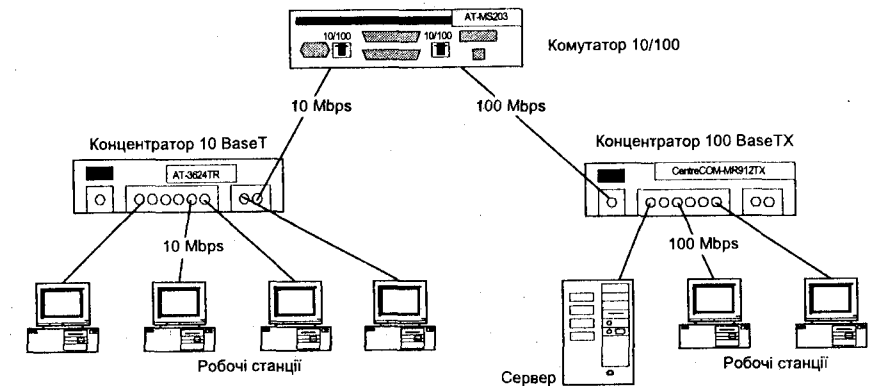 AT-MS203
10/100 10/100
Комутатор 10/100
10 Mbps 100 Mbps
Концентратор 10 BaseT
Концентратор 100 BaseTX
AT-3624TR
CentreCOM-MR912TX
10 Mbps
100 Mbps
Робочі станції
Сервер
Робочі станції